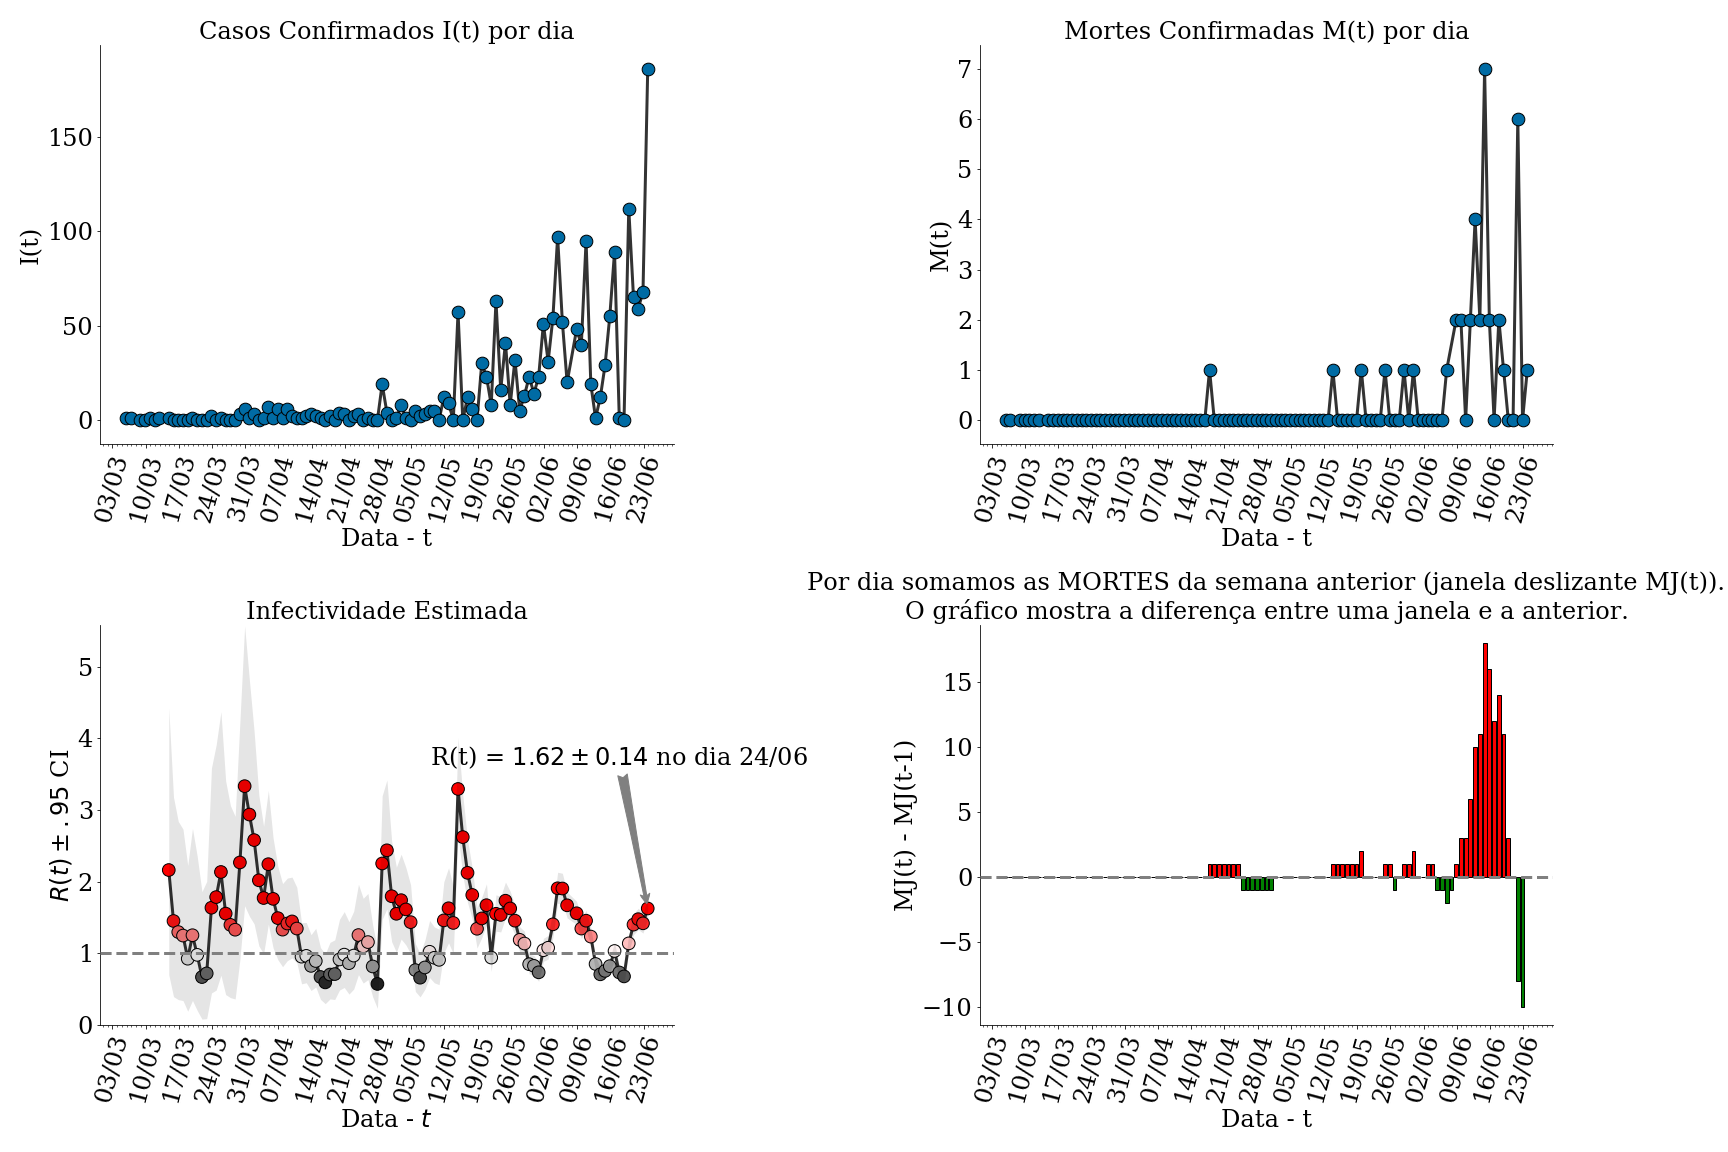 Casos Confirmados I(t) por dia
I(t)
150
100
50
0
03/03 10/03 17/03 24/03 31/03 07/04 14/04 21/04 28/04 05/05 12/05 19/05 26/05 02/06 09/06 16/06 23/06
Data - t
Mortes Confirmadas M(t) por dia
M(t)
7
6
5
4
3
2
1
0
03/03 10/03 17/03 24/03 31/03 07/04 14/04 21/04 28/04 05/05 12/05 19/05 26/05 02/06 09/06 16/06 23/06
Data - t
Infectividade Estimada
R(t) ± .95 CI
5
4
3
2
1
0
R(t) = 1.62 ± 0.14 no dia 24/06
03/03 10/03 17/03 24/03 31/03 07/04 14/04 21/04 28/04 05/05 12/05 19/05 26/05 02/06 09/06 16/06 23/06
Data - t
Por dia somamos as MORTES da semana anterior (janela deslizante MJ(t)).
O gráfico mostra a diferença entre uma janela e a anterior.
MJ(t) - MJ(t-1)
15
10
5
0
−5
−10
03/03 10/03 17/03 24/03 31/03 07/04 14/04 21/04 28/04 05/05 12/05 19/05 26/05 02/06 09/06 16/06 23/06
Data - t